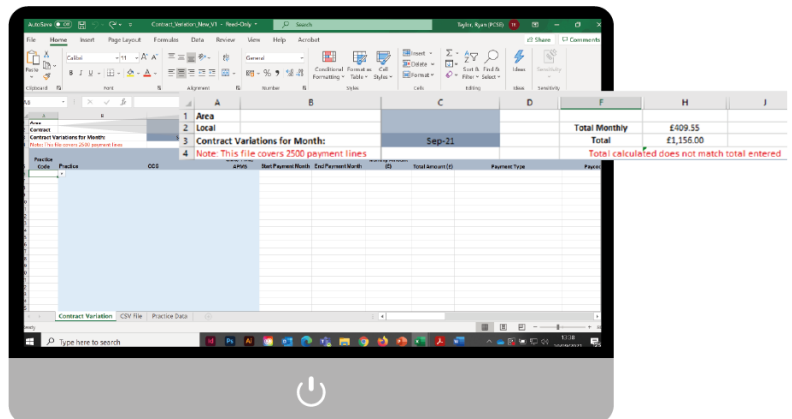 AutoSave Off Contract_Variation_New_V1 - Read-Only Search Taylor, Ryan (PCSE) TR
File Home Insert Page Layout Formulas Data Review View Help Acrobat Share Comments
Calibri 11 General Insert
Paste Conditional Format as Cell Delete Sort & Find & Ideas Sensitivity
Formatting Table Styles Format Filter Select
Clipboard Font Alignment Number Styles Cells Editing Ideas Sensitivity
A B C D F H J
1 Area
2 Local Total Monthly £409.55
3 Contract Variations for Month: Sep-21 Total £1,156.00
4 Note: This file covers 2500 payment lines Total calculated does not match total entered
Area
Contract
Contract Variations for Month:
Note: This file covers 2500 payment lines
Practice
Code Practice CCG APMS Start Payment Month End Payment Month (£) Total Amount (£) Payment Type
Contract Variation CSV File Practice Data
Type here to search